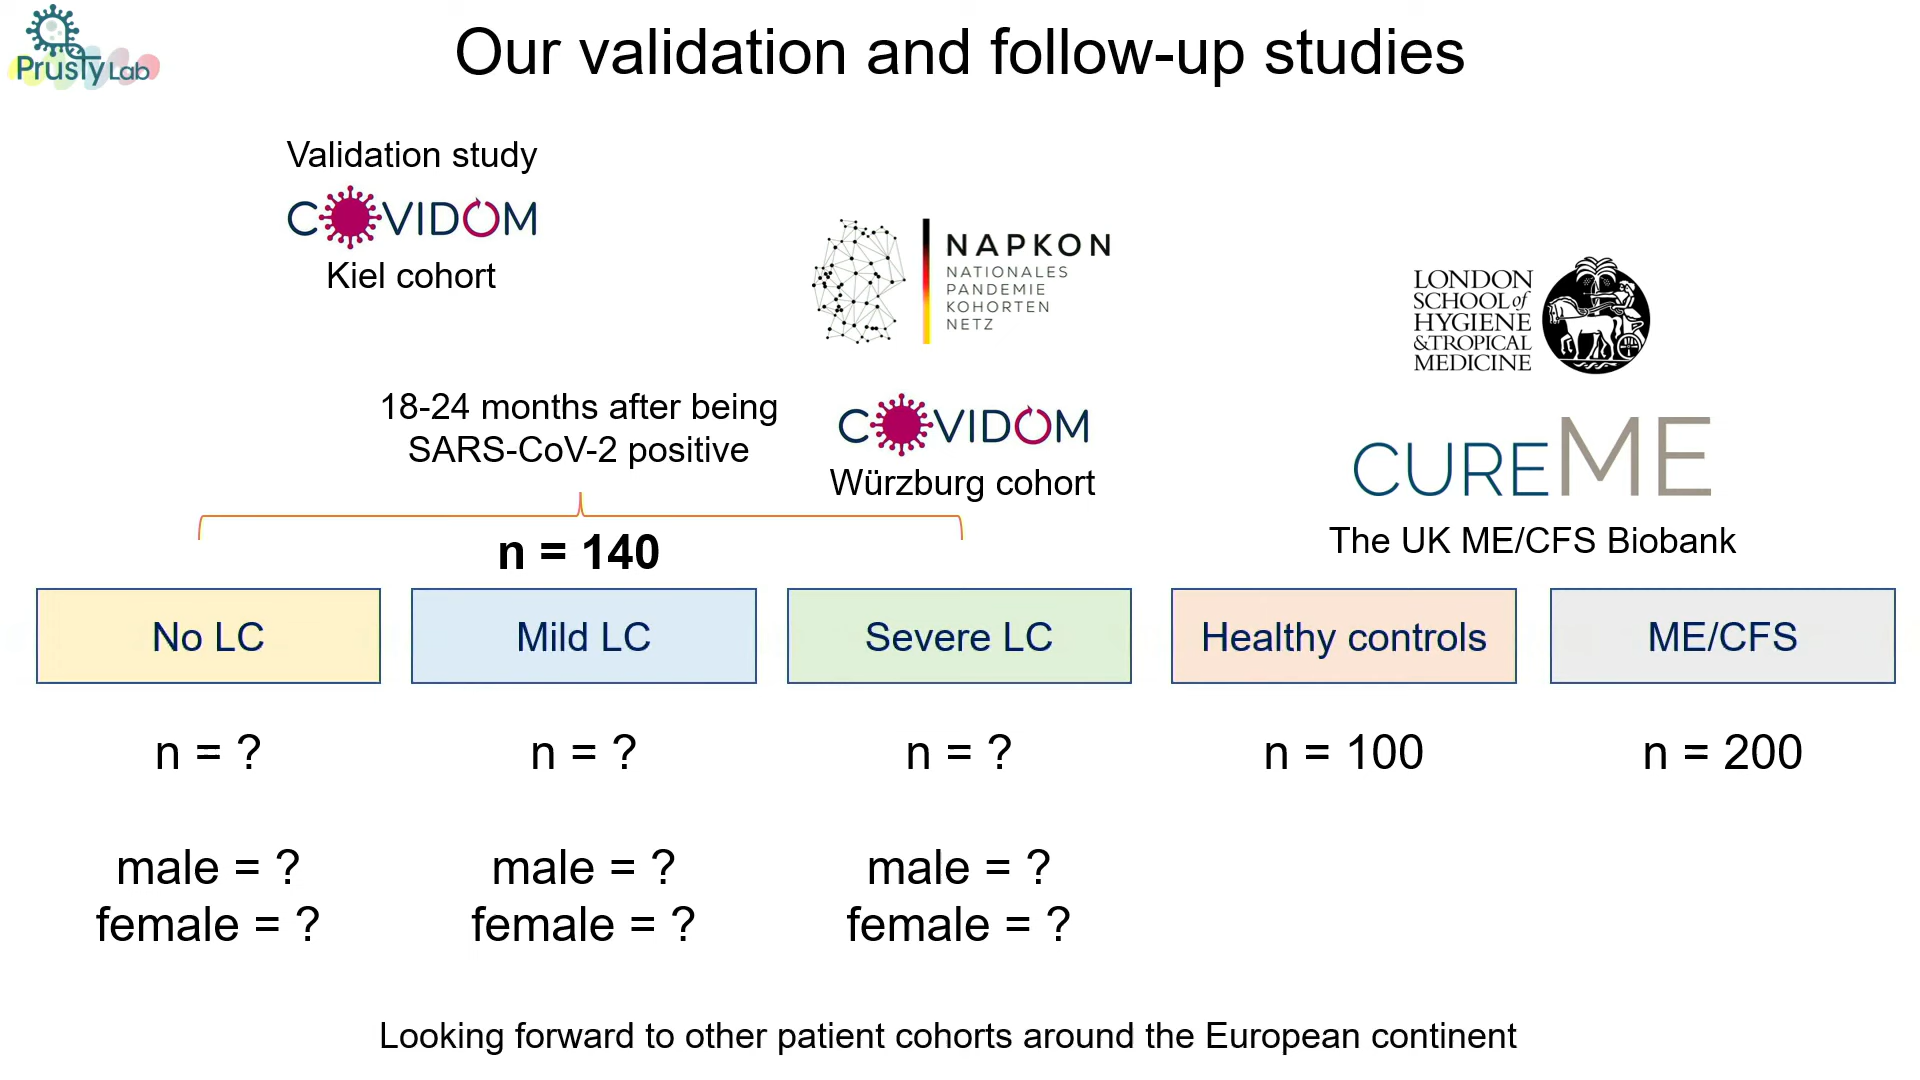 Prusty Lab
Our validation and follow-up studies
Validation study
COVIDOM
Kiel cohort
NAPKON
NATIONALES
PANDEMIE
KOHORTEN
NETZ
LONDON
SCHOOL of
HYGIENE
& TROPICAL
MEDICINE
18-24 months after being
SARS-CoV-2 positive
COVIDOM
Würzburg cohort
CUREME
The UK ME/CFS Biobank
n = 140
No LC
Mild LC
Severe LC
Healthy controls
ME/CFS
n = ?
n = ?
n = ?
n = 100
n = 200
male = ?
female = ?
male = ?
female = ?
male = ?
female = ?
Looking forward to other patient cohorts around the European continent